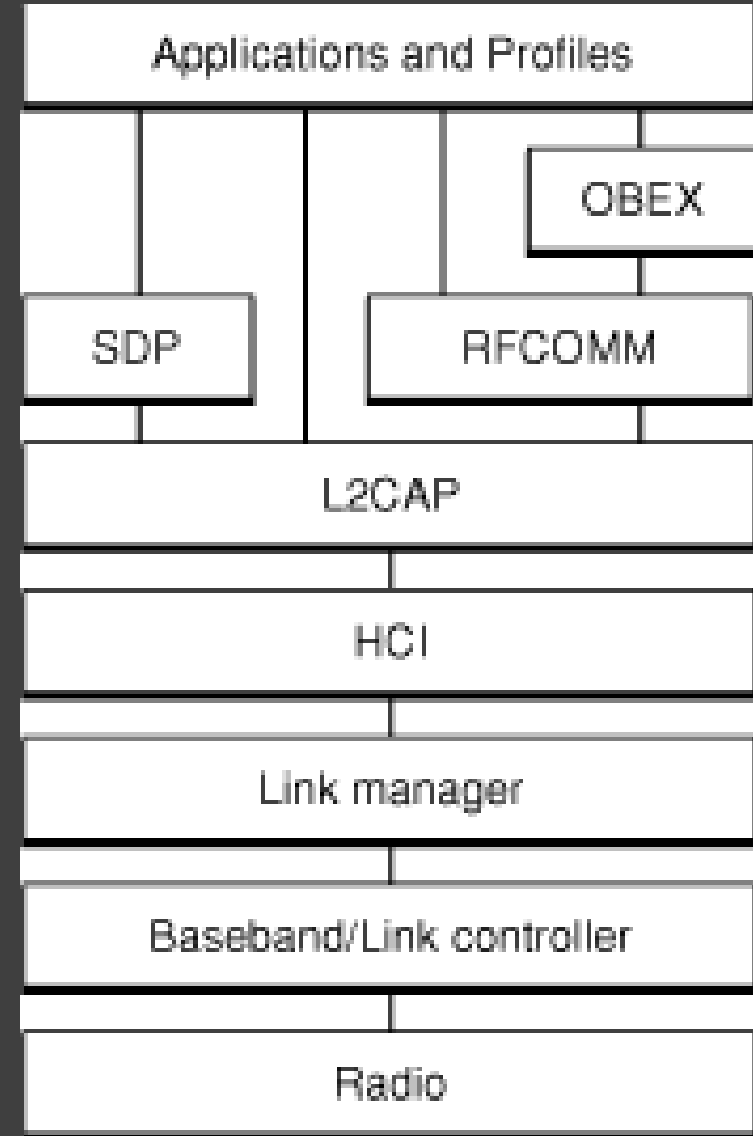 Applications and Profiles
OBEX
SDP
RFCOMM
L2CAP
HCI
Link manager
Baseband/Link controller
Radio